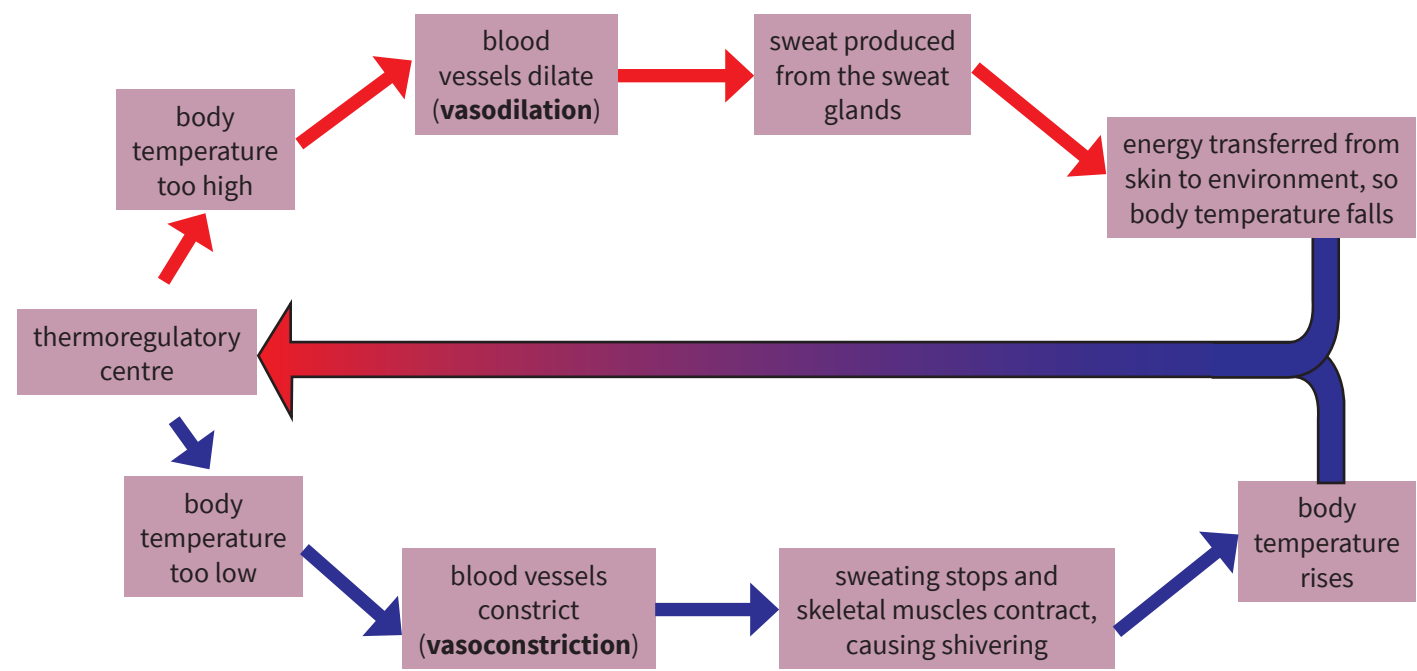 blood
vessels dilate
(vasodilation)
sweat produced
from the sweat
glands
body
temperature
too high
energy transferred from
skin to environment, so
body temperature falls
thermoregulatory
centre
body
temperature
too low
blood vessels
constrict
(vasoconstriction)
sweating stops and
skeletal muscles contract,
causing shivering
body
temperature
rises